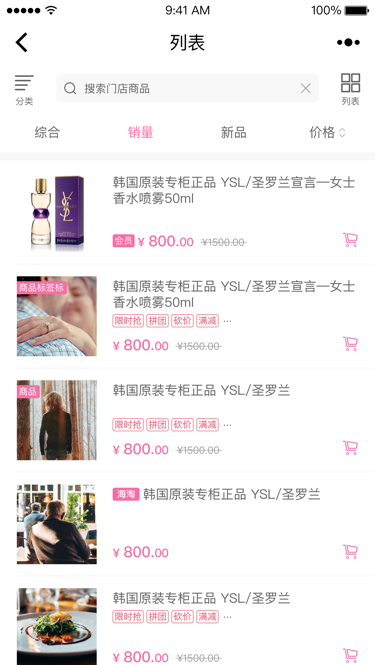 9:41 AM
100%
列表
分类
搜索门店商品
列表
综合
销量
新品
价格
YSL
韩国原装专柜正品 YSL/圣罗兰宣言—女士
香水喷雾50ml
会员 ¥ 800.00 ¥1500.00
商品标签标
韩国原装专柜正品 YSL/圣罗兰宣言—女士
香水喷雾50ml
限时抢 拼团 砍价 满减 ···
¥ 800.00 ¥1500.00
商品
韩国原装专柜正品 YSL/圣罗兰
限时抢 拼团 砍价 满减 ···
¥ 800.00 ¥1500.00
海淘 韩国原装专柜正品 YSL/圣罗兰
¥ 800.00
韩国原装专柜正品 YSL/圣罗兰
限时抢 拼团 砍价 满减 ···
¥ 800.00 ¥1500.00